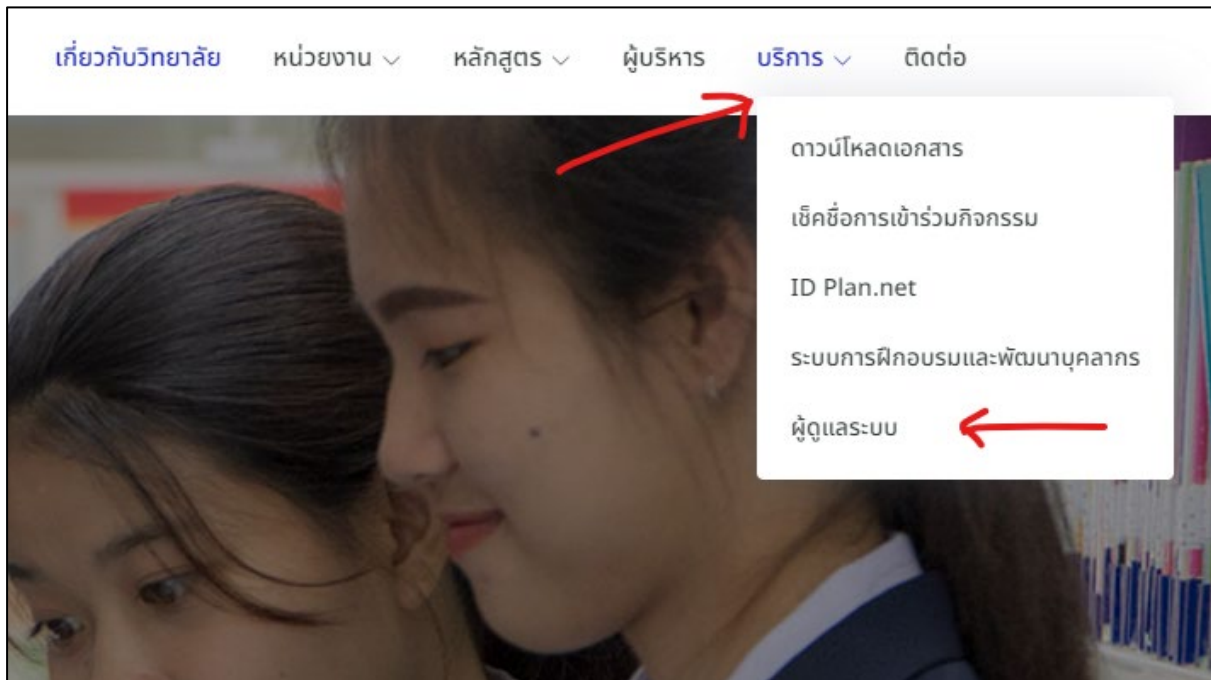 เกี่ยวกับวิทยาลัย หน่วยงาน หลักสูตร ผู้บริหาร บริการ ติดต่อ
ดาวน์โหลดเอกสาร
เช็คชื่อการเข้าร่วมกิจกรรม
ID Plan.net
ระบบการฝึกอบรมและพัฒนาบุคลากร
ผู้ดูแลระบบ